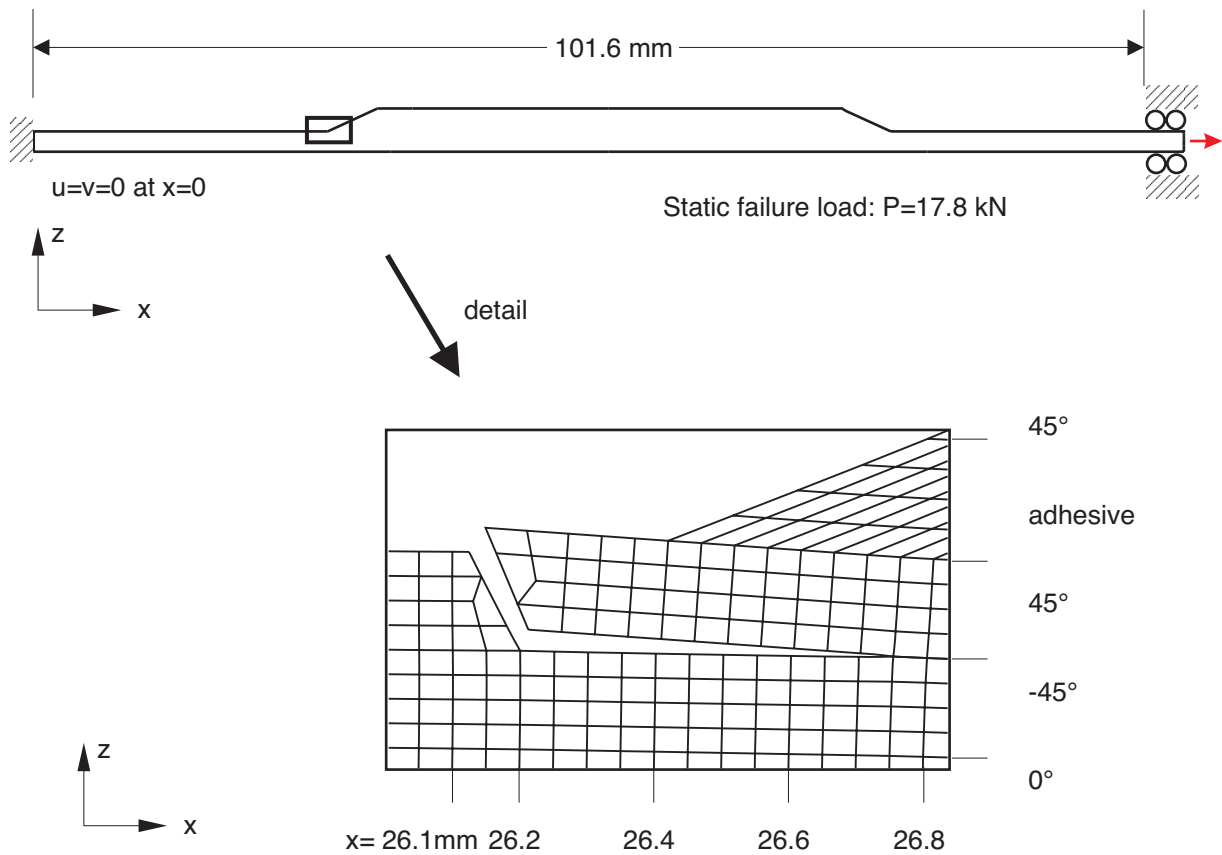 101.6 mm
u=v=0 at x=0
Static failure load: P=17.8 kN
z
x
detail
45°
adhesive
45°
-45°
0°
z
x
x= 26.1mm 26.2 26.4 26.6 26.8